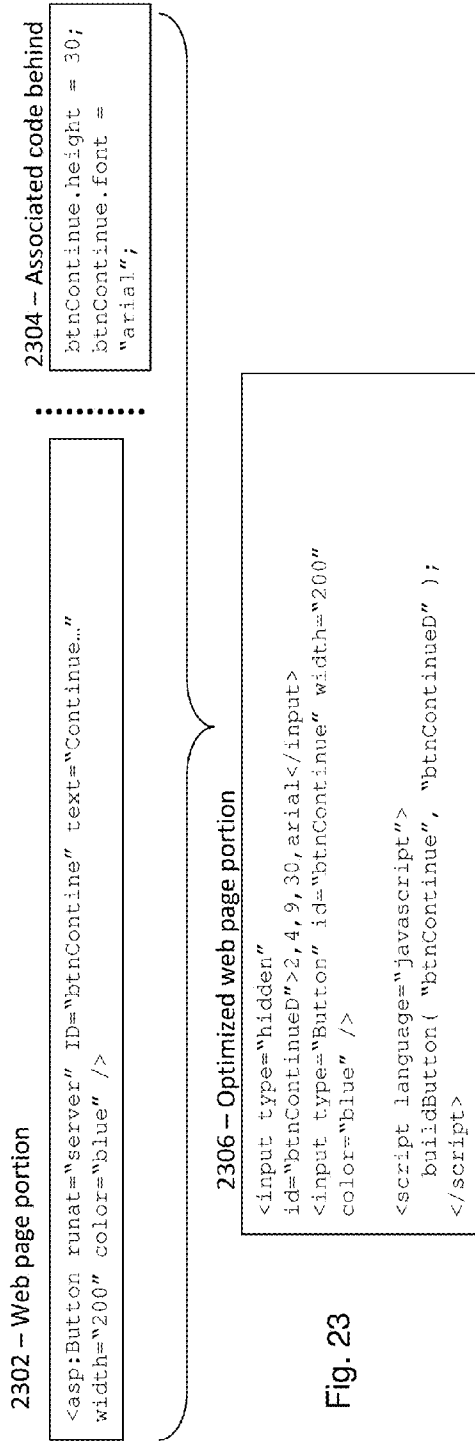 2302 – Web page portion
<asp:Button runat="server" ID="btnContine" text="Continue…"
width="200" color="blue" />
2304 – Associated code behind
btnContinue.height = 30;
btnContinue.font =
"arial";
2306 – Optimized web page portion
<input type="hidden"
id="btnContinueD">2,4,9,30,arial</input>
<input type="Button" id="btnContinue" width="200"
color="blue" />
<script language="javascript">
buildButton( "btnContinue", "btnContinueD" );
</script>
Fig. 23